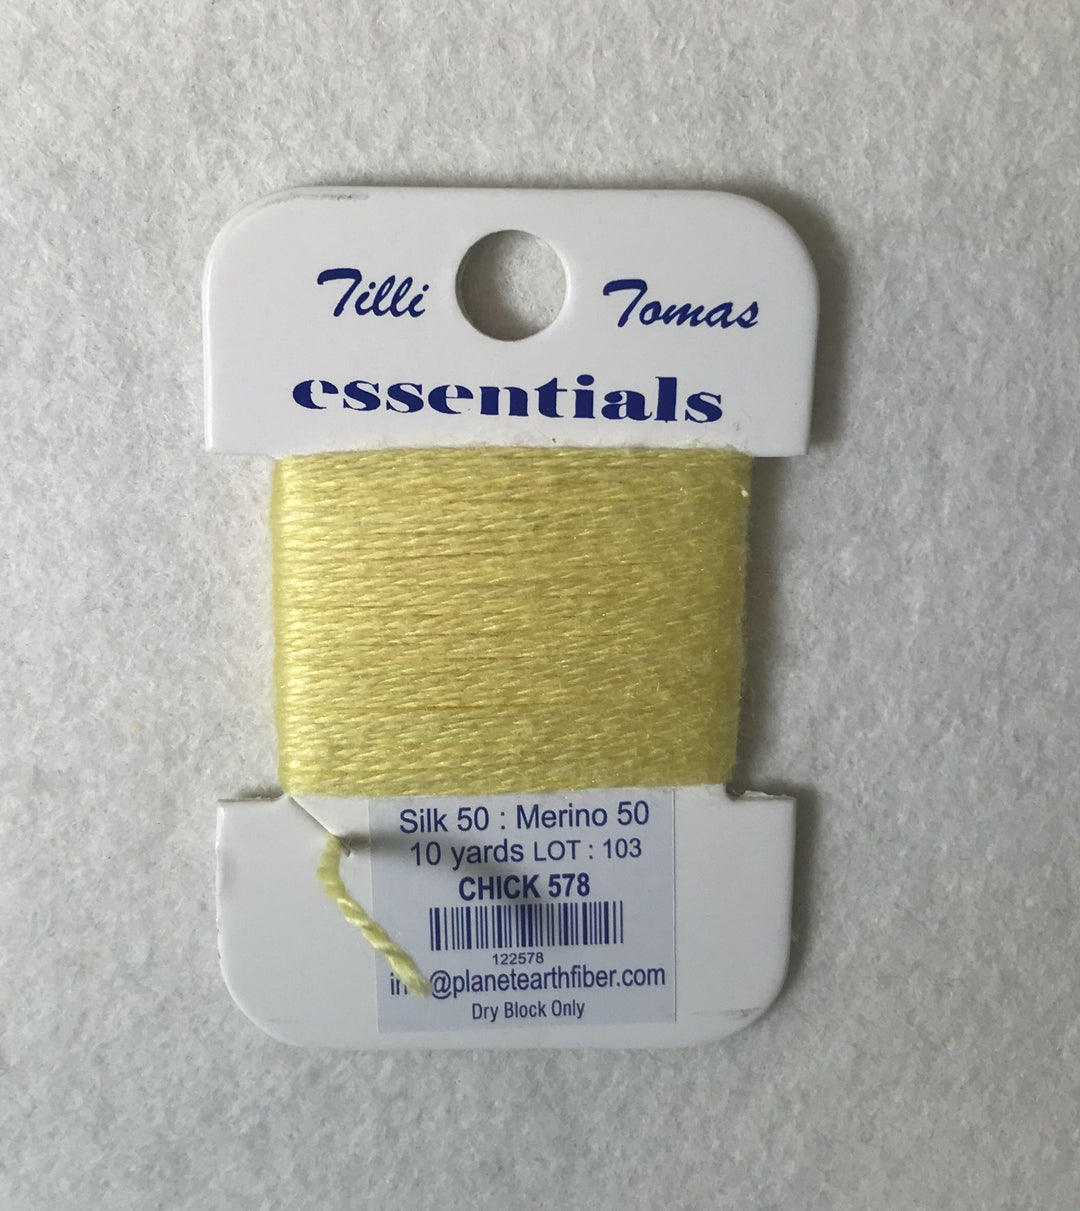 Tilli Tomas
essentials
Silk 50 : Merino 50
10 yards LOT : 103
CHICK 578
122578
@planetearthfiber.com
Dry Block Only